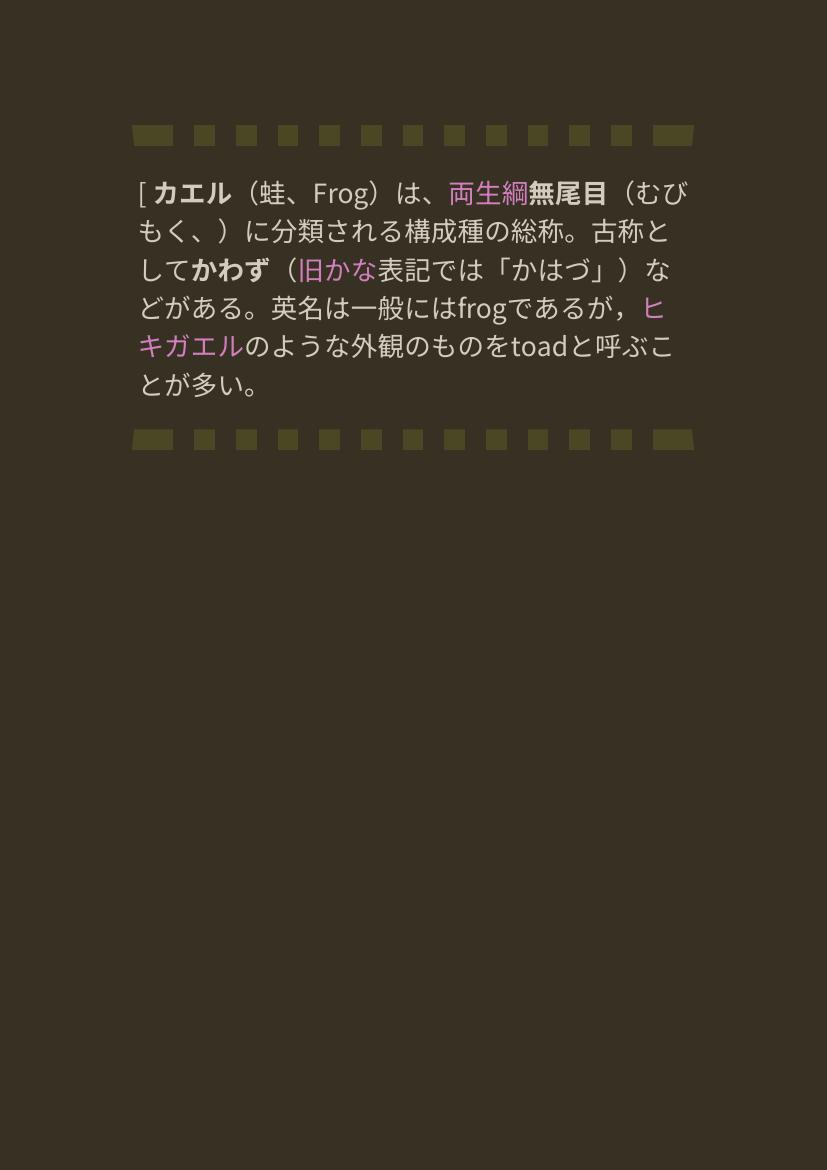 [ カエル（蛙、Frog）は、両生綱無尾目（むび
もく、）に分類される構成種の総称。古称と
してかわず（旧かな表記では「かはづ」）な
どがある。英名は一般にはfrogであるが，ヒ
キガエルのような外観のものをtoadと呼ぶこ
とが多い。